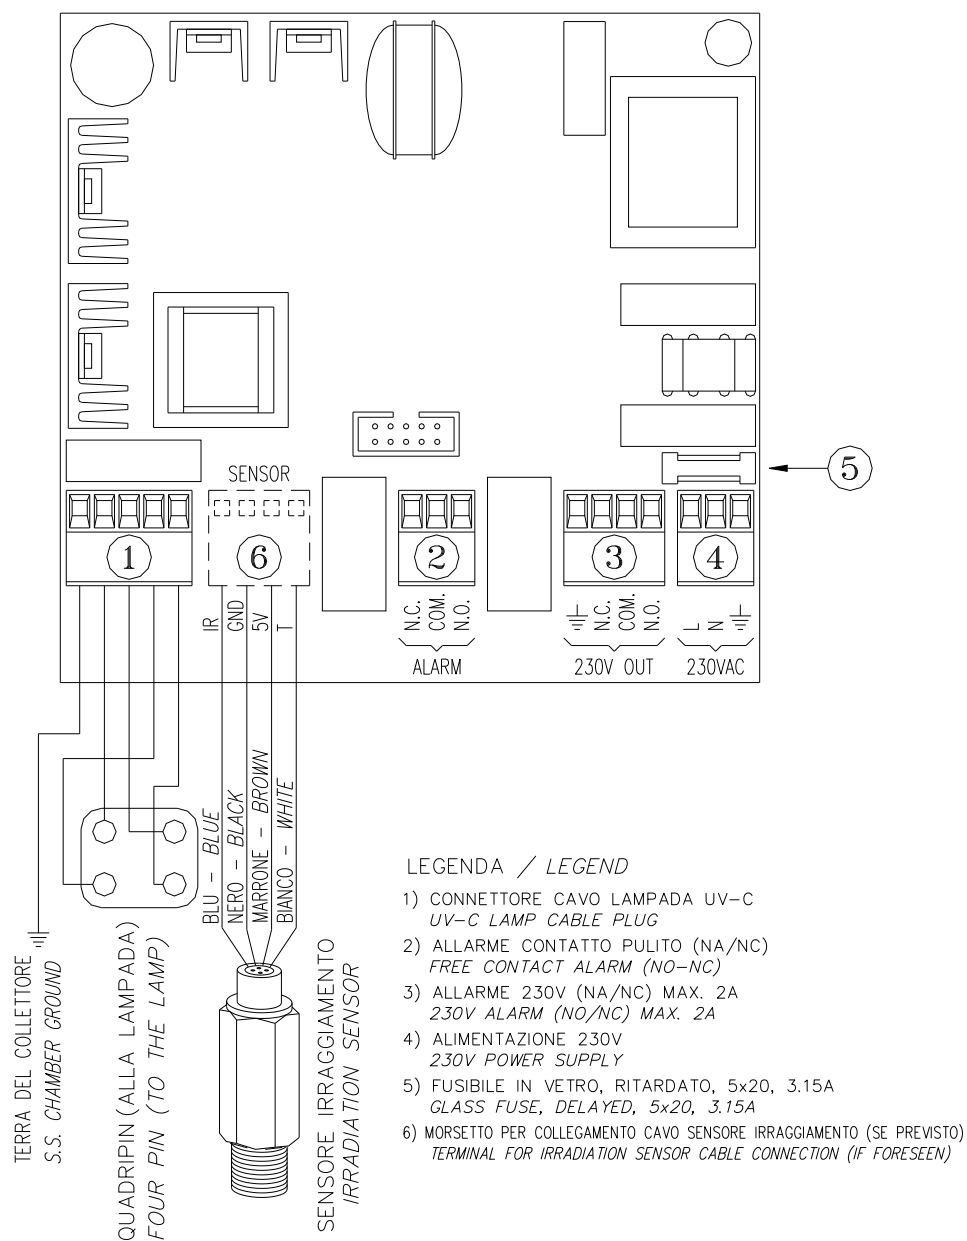 5
SENSOR
1
6
2
3
4
IR
GND
5V
T
N.C.
COM.
N.O.
N.C.
COM.
N.O.
L
N
ALARM
230V OUT
230VAC
BLU – BLUE
NERO – BLACK
MARRONE – BROWN
BIANCO – WHITE
TERRA DEL COLLETTORE
S.S. CHAMBER GROUND
QUADRIPIN (ALLA LAMPADA)
FOUR PIN (TO THE LAMP)
SENSORE IRRAGGIAMENTO
IRRADIATION SENSOR
LEGENDA / LEGEND
1) CONNETTORE CAVO LAMPADA UV–C
UV–C LAMP CABLE PLUG
2) ALLARME CONTATTO PULITO (NA/NC)
FREE CONTACT ALARM (NO–NC)
3) ALLARME 230V (NA/NC) MAX. 2A
230V ALARM (NO/NC) MAX. 2A
4) ALIMENTAZIONE 230V
230V POWER SUPPLY
5) FUSIBILE IN VETRO, RITARDATO, 5x20, 3.15A
GLASS FUSE, DELAYED, 5x20, 3.15A
6) MORSETTO PER COLLEGAMENTO CAVO SENSORE IRRAGGIAMENTO (SE PREVISTO)
TERMINAL FOR IRRADIATION SENSOR CABLE CONNECTION (IF FORESEEN)